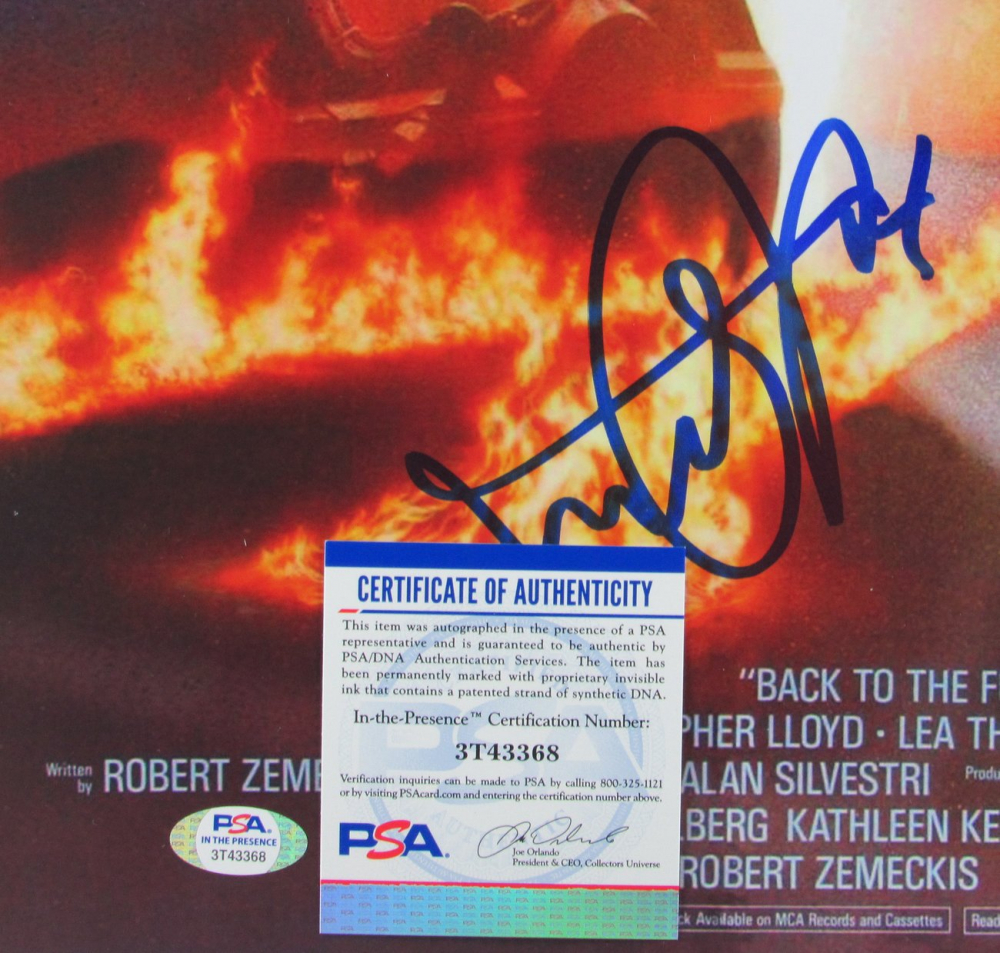 CERTIFICATE OF AUTHENTICITY
This item was autographed in the presence of a PSA
representative and is guaranteed to be authentic by
PSA/DNA Authentication Services. The item has
been permanently marked with proprietary invisible
ink that contains a patented strand of synthetic DNA.
In-the-Presence™ Certification Number:
3T43368
Verification inquiries can be made to PSA by calling 800-325-1121
or by visiting PSAcard.com and entering the certification number above.
PSA.
Joe Orlando
President & CEO, Collectors Universe
PSA.
IN THE PRESENCE
3T43368
"BACK TO THE F
PHER LLOYD · LEA TH
Written by ROBERT ZEME
ALAN SILVESTRI Produ
BERG KATHLEEN KE
ROBERT ZEMECKIS
ck Available on MCA Records and Cassettes Read